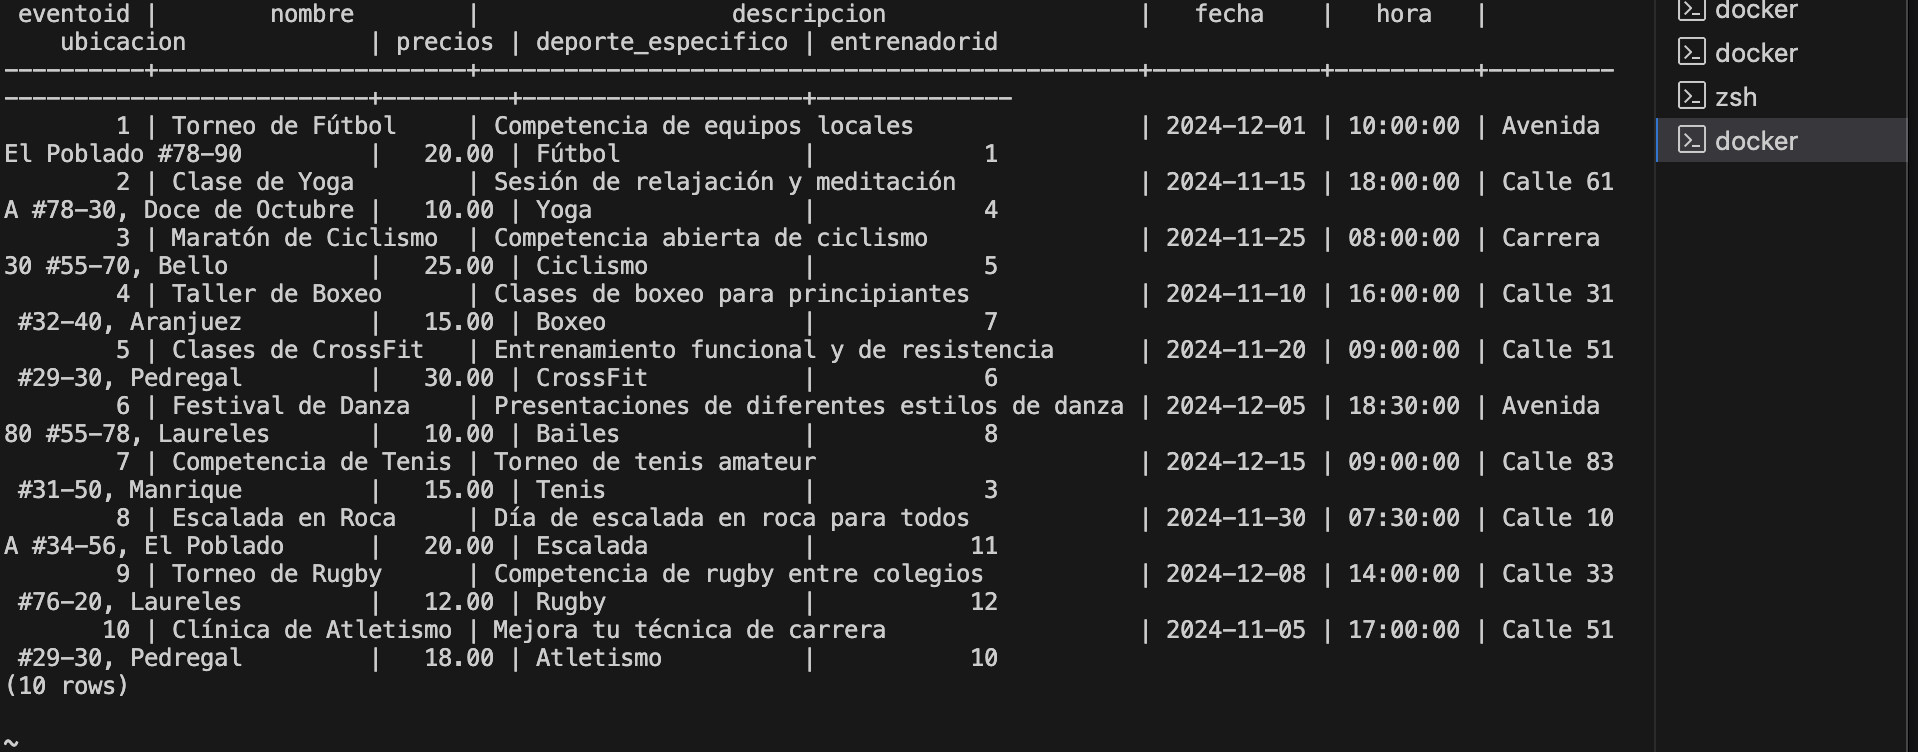 eventoid | nombre | descripcion | fecha | hora |
ubicacion | precios | deporte_especifico | entrenadorid
----------+----------------------+-----------------------------------------------+------------+----------+---------
--------------------------+---------+--------------------+--------------
1 | Torneo de Fútbol | Competencia de equipos locales | 2024-12-01 | 10:00:00 | Avenida
El Poblado #78-90 | 20.00 | Fútbol | 1
2 | Clase de Yoga | Sesión de relajación y meditación | 2024-11-15 | 18:00:00 | Calle 61
A #78-30, Doce de Octubre | 10.00 | Yoga | 4
3 | Maratón de Ciclismo | Competencia abierta de ciclismo | 2024-11-25 | 08:00:00 | Carrera
30 #55-70, Bello | 25.00 | Ciclismo | 5
4 | Taller de Boxeo | Clases de boxeo para principiantes | 2024-11-10 | 16:00:00 | Calle 31
#32-40, Aranjuez | 15.00 | Boxeo | 7
5 | Clases de CrossFit | Entrenamiento funcional y de resistencia | 2024-11-20 | 09:00:00 | Calle 51
#29-30, Pedregal | 30.00 | CrossFit | 6
6 | Festival de Danza | Presentaciones de diferentes estilos de danza | 2024-12-05 | 18:30:00 | Avenida
80 #55-78, Laureles | 10.00 | Bailes | 8
7 | Competencia de Tenis | Torneo de tenis amateur | 2024-12-15 | 09:00:00 | Calle 83
#31-50, Manrique | 15.00 | Tenis | 3
8 | Escalada en Roca | Día de escalada en roca para todos | 2024-11-30 | 07:30:00 | Calle 10
A #34-56, El Poblado | 20.00 | Escalada | 11
9 | Torneo de Rugby | Competencia de rugby entre colegios | 2024-12-08 | 14:00:00 | Calle 33
#76-20, Laureles | 12.00 | Rugby | 12
10 | Clínica de Atletismo | Mejora tu técnica de carrera | 2024-11-05 | 17:00:00 | Calle 51
#29-30, Pedregal | 18.00 | Atletismo | 10
(10 rows)
~
docker
docker
zsh
docker